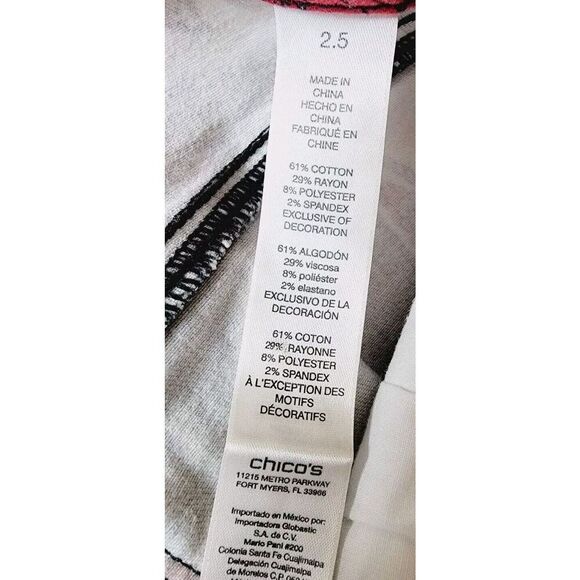 2.5
MADE IN
CHINA
HECHO EN
CHINA
FABRIQUÉ EN
CHINE
61% COTTON
29% RAYON
8% POLYESTER
2% SPANDEX
EXCLUSIVE OF
DECORATION
61% ALGODÓN
29% viscosa
8% poliéster
2% elastano
EXCLUSIVO DE LA
DECORACIÓN
61% COTON
29% RAYONNE
8% POLYESTER
2% SPANDEX
À L'EXCEPTION DES
MOTIFS
DÉCORATIFS
chico's
11215 METRO PARKWAY
FORT MYERS, FL 33966
Importado en México por:
Importadora Globastic
S.A. de C.V.
Mario Pani #200
Colonia Santa Fe Cuajimalpa
Delegación Cuajimalpa
de Morelos C.P.